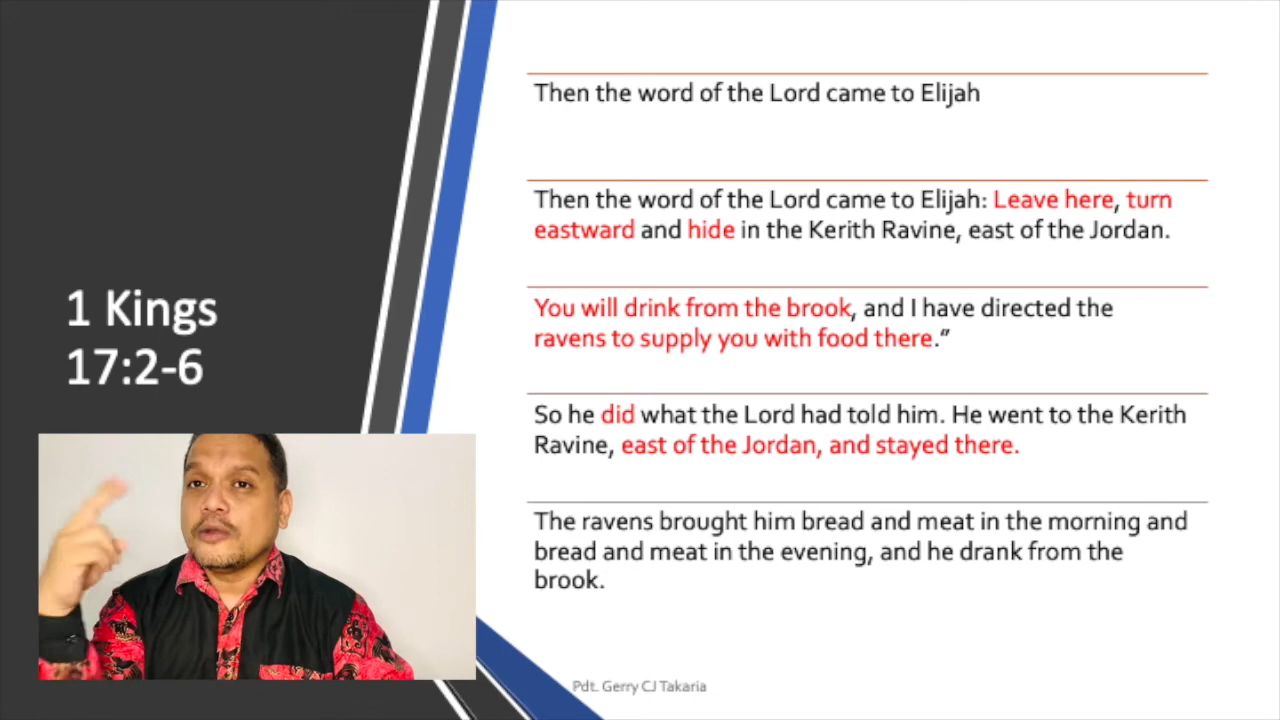 1 Kings
17:2-6
Then the word of the Lord came to Elijah
Then the word of the Lord came to Elijah: Leave here, turn
eastward and hide in the Kerith Ravine, east of the Jordan.
You will drink from the brook, and I have directed the
ravens to supply you with food there.”
So he did what the Lord had told him. He went to the Kerith
Ravine, east of the Jordan, and stayed there.
The ravens brought him bread and meat in the morning and
bread and meat in the evening, and he drank from the
brook.
Pdt. Gerry CJ Takaria